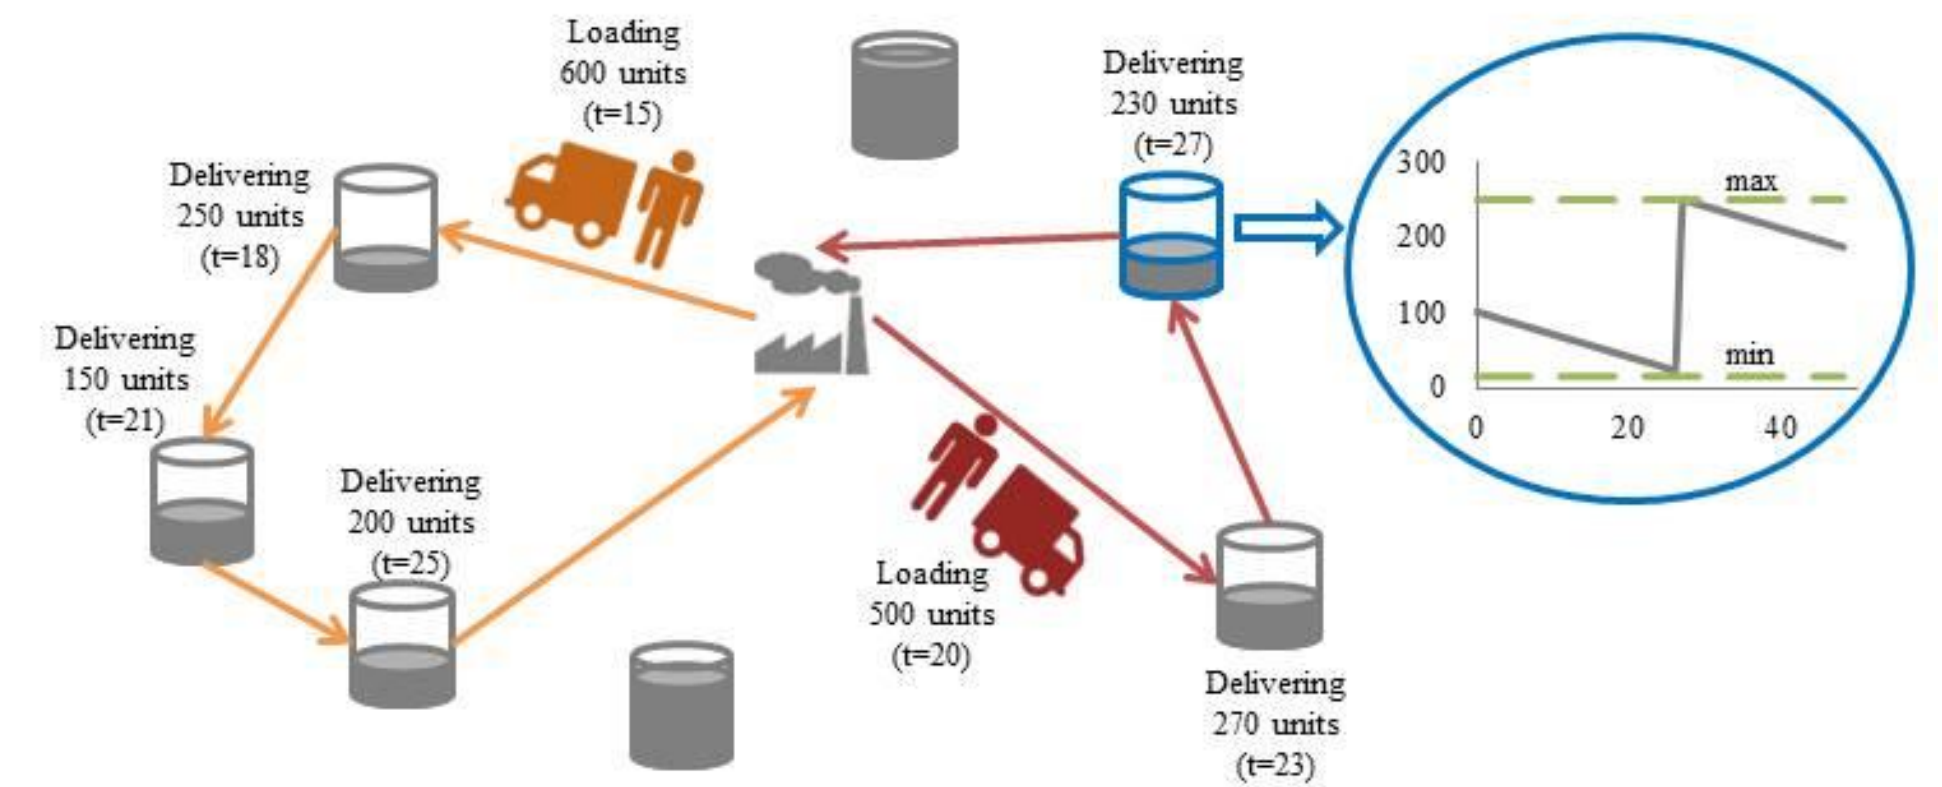 Loading
600 units
(t=15)
Delivering
250 units
(t=18)
Delivering
150 units
(t=21)
Delivering
200 units
(t=25)
Loading
500 units
(t=20)
Delivering
270 units
(t=23)
Delivering
230 units
(t=27)
300
200
100
0
max
min
0
20
40